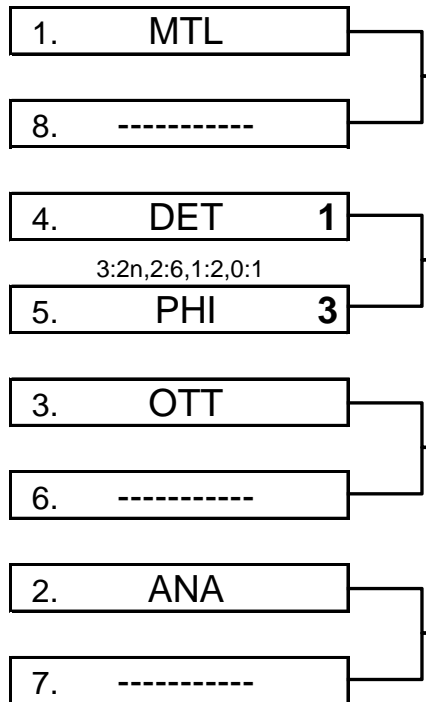 1. MTL
8. -----------
4. DET 1
3:2n,2:6,1:2,0:1
5. PHI 3
3. OTT
6. -----------
2. ANA
7. -----------